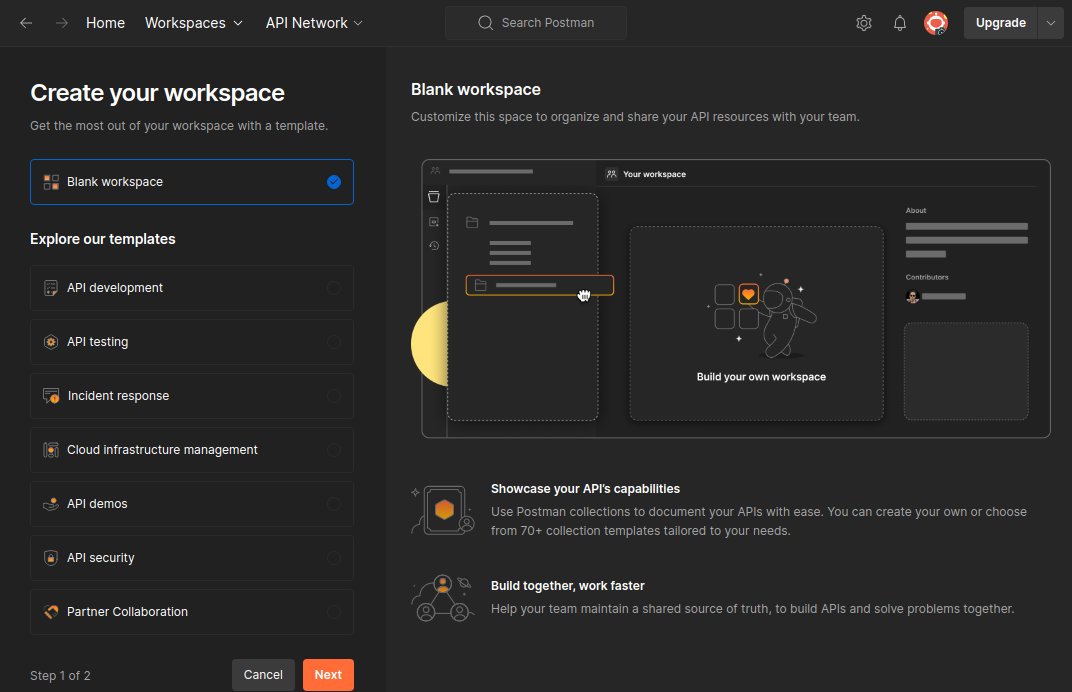 Home Workspaces API Network Search Postman Upgrade
Create your workspace
Get the most out of your workspace with a template.
Blank workspace
Explore our templates
API development
API testing
Incident response
Cloud infrastructure management
API demos
API security
Partner Collaboration
Step 1 of 2 Cancel Next
Blank workspace
Customize this space to organize and share your API resources with your team.
Your workspace
Build your own workspace
About
Contributors
Showcase your API's capabilities
Use Postman collections to document your APIs with ease. You can create your own or choose
from 70+ collection templates tailored to your needs.
Build together, work faster
Help your team maintain a shared source of truth, to build APIs and solve problems together.